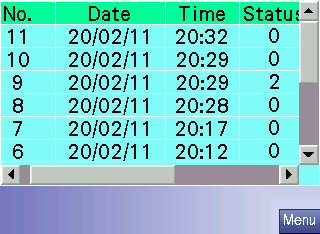 No. Date Time Status
11 20/02/11 20:32 0
10 20/02/11 20:29 0
9 20/02/11 20:29 2
8 20/02/11 20:28 0
7 20/02/11 20:17 0
6 20/02/11 20:12 0
Menu